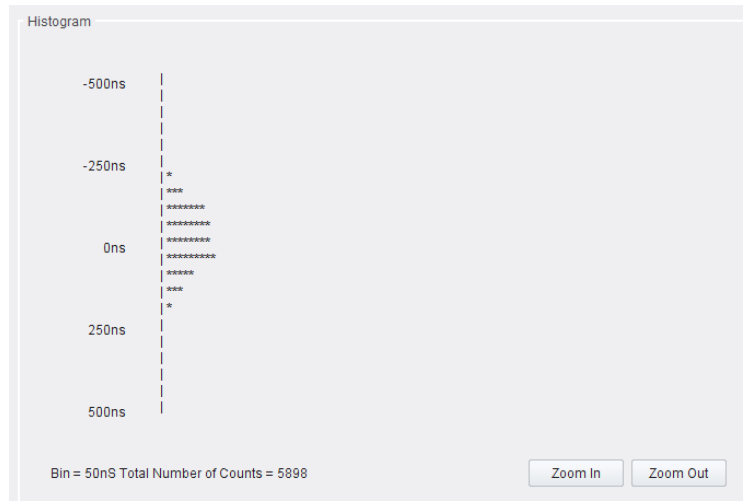 Histogram
-500ns
-250ns
*
***
*******
********
********
0ns
*********
*****
***
*
250ns
500ns
Bin = 50nS Total Number of Counts = 5898
Zoom In Zoom Out